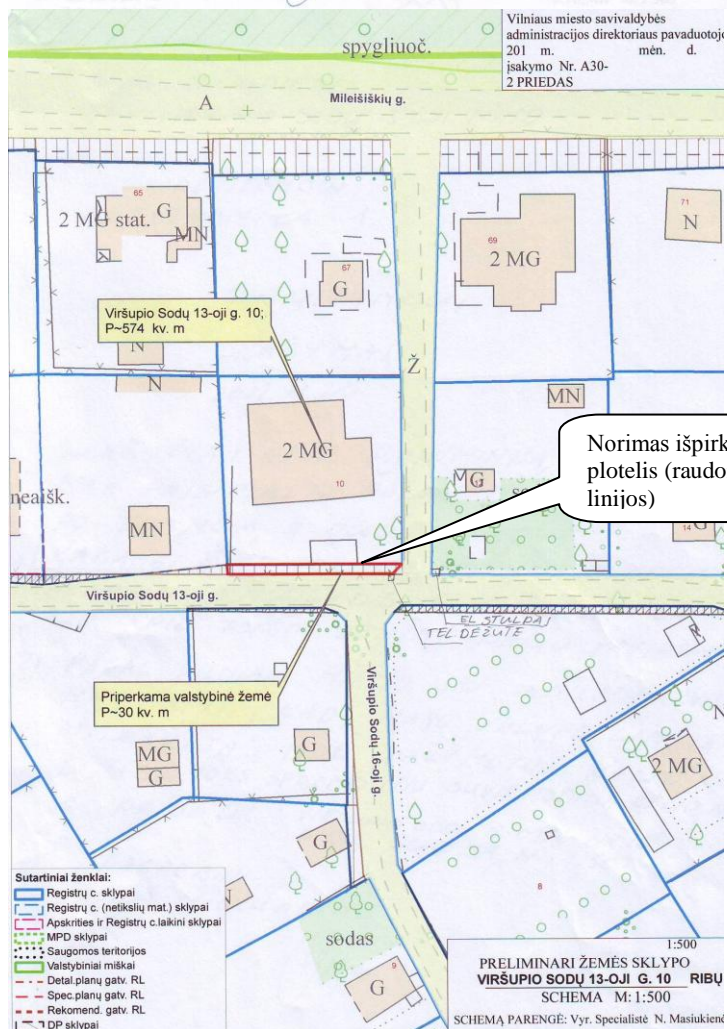 Vilniaus miesto savivaldybės
administracijos direktoriaus pavaduotojo
201 m. mėn. d.
įsakymo Nr. A30-
2 PRIEDAS
spygliuoč.
A
Mileišiškių g.
65
2 MG stat.
G
MN
67
G
69
2 MG
71
N
Viršupio Sodų 13-oji g. 10;
P~574 kv. m
N
N
Ž
MN
2 MG
10
Norimas išpirk
plotelis (raudo
linijos)
neaišk.
MN
G
14
G
Viršupio Sodų 13-oji g.
EL STULPAI
TEL DĖZUTE
Priperkama valstybinė žemė
P~30 kv. m
Viršupio Sodų 16-oji g.
N
MG
G
G
2 MG
G
8
N
sodas
9
G
Sutartiniai ženklai:
Registrų c. sklypai
Registrų c. (netikslių mat.) sklypai
Apskrities ir Registrų c.laikini sklypai
MPD sklypai
Saugomos teritorijos
Valstybiniai miškai
Detal.planų gatv. RL
Spec.planų gatv. RL
Rekomend. gatv. RL
DP sklypai
1:500
PRELIMINARI ŽEMĖS SKLYPO
VIRŠUPIO SODŲ 13-OJI G. 10 RIBŲ
SCHEMA M: 1:500
SCHEMĄ PARENGĖ: Vyr. Specialistė N. Masiukienė